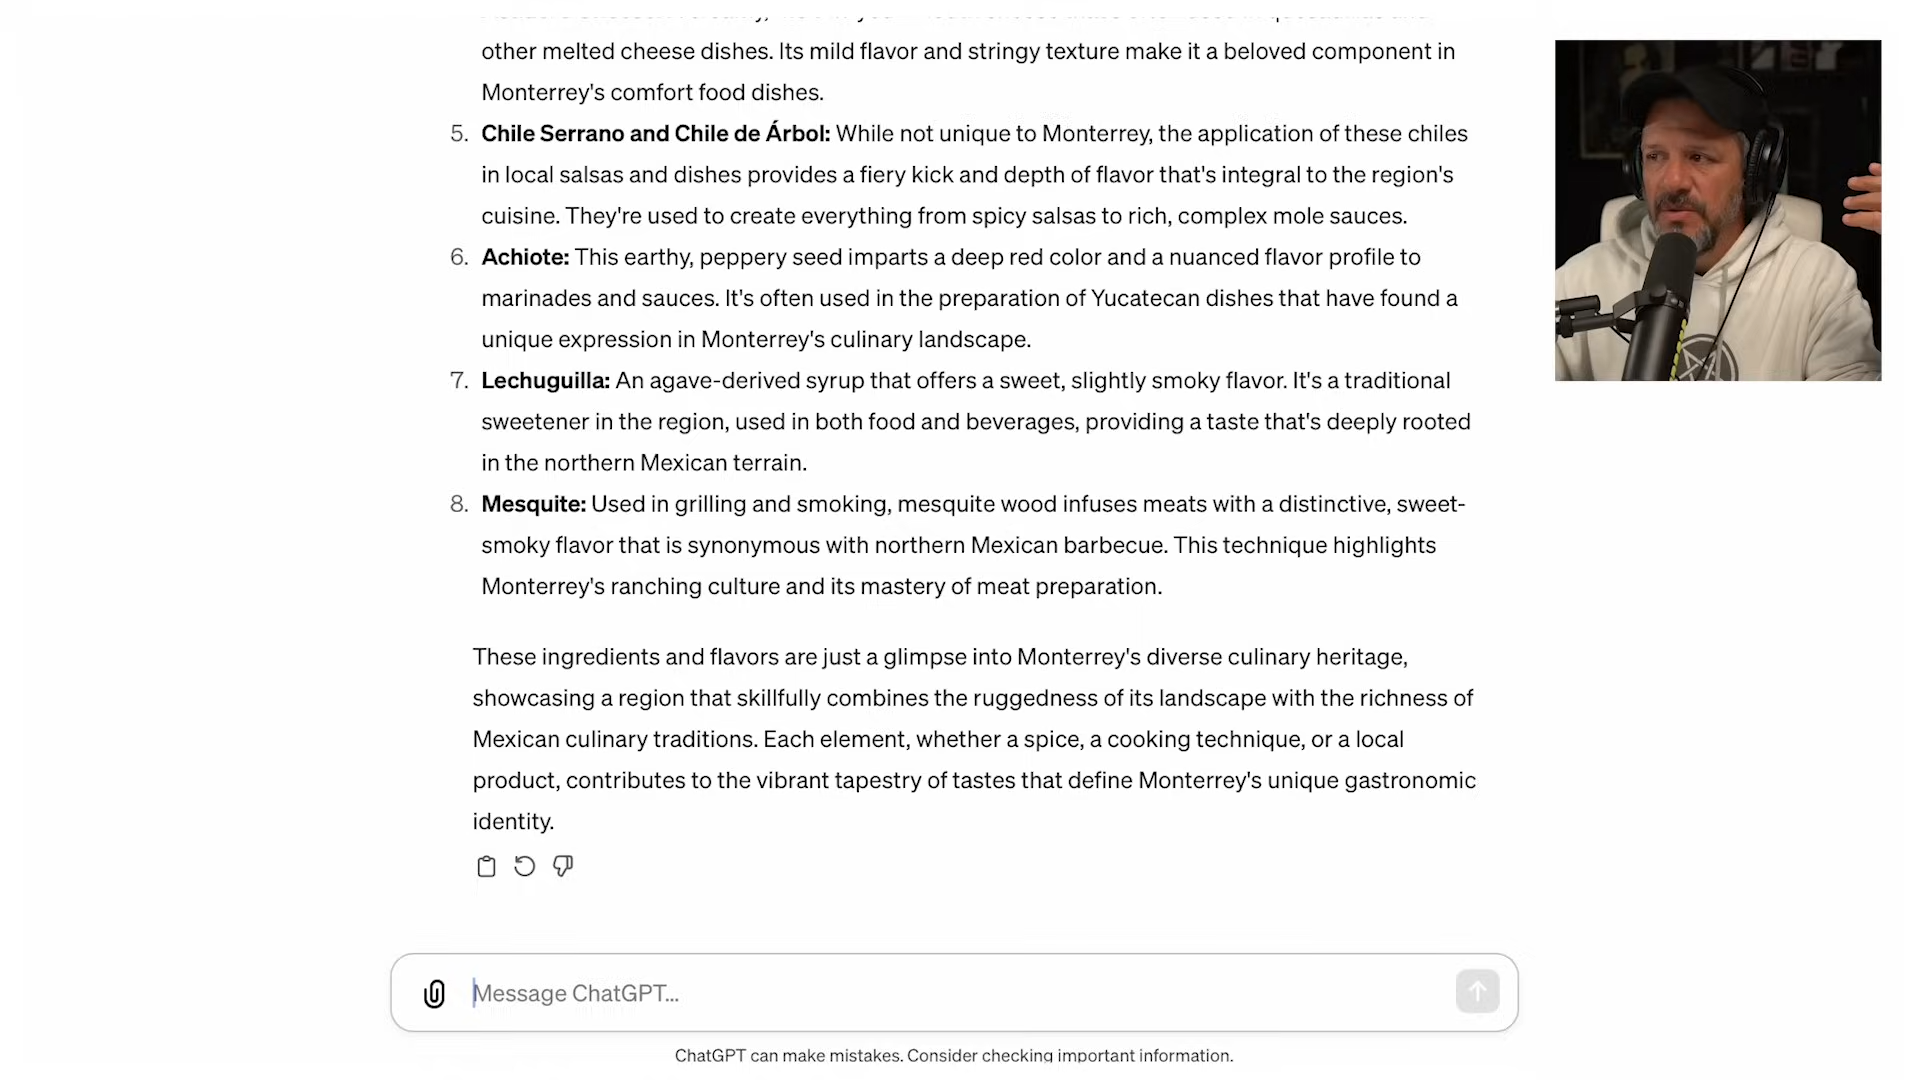 other melted cheese dishes. Its mild flavor and stringy texture make it a beloved component in
Monterrey's comfort food dishes.
5. Chile Serrano and Chile de Árbol: While not unique to Monterrey, the application of these chiles
in local salsas and dishes provides a fiery kick and depth of flavor that's integral to the region's
cuisine. They're used to create everything from spicy salsas to rich, complex mole sauces.
6. Achiote: This earthy, peppery seed imparts a deep red color and a nuanced flavor profile to
marinades and sauces. It's often used in the preparation of Yucatecan dishes that have found a
unique expression in Monterrey's culinary landscape.
7. Lechuguilla: An agave-derived syrup that offers a sweet, slightly smoky flavor. It's a traditional
sweetener in the region, used in both food and beverages, providing a taste that's deeply rooted
in the northern Mexican terrain.
8. Mesquite: Used in grilling and smoking, mesquite wood infuses meats with a distinctive, sweet-
smoky flavor that is synonymous with northern Mexican barbecue. This technique highlights
Monterrey's ranching culture and its mastery of meat preparation.
These ingredients and flavors are just a glimpse into Monterrey's diverse culinary heritage,
showcasing a region that skillfully combines the ruggedness of its landscape with the richness of
Mexican culinary traditions. Each element, whether a spice, a cooking technique, or a local
product, contributes to the vibrant tapestry of tastes that define Monterrey's unique gastronomic
identity.
Message ChatGPT...
ChatGPT can make mistakes. Consider checking important information.